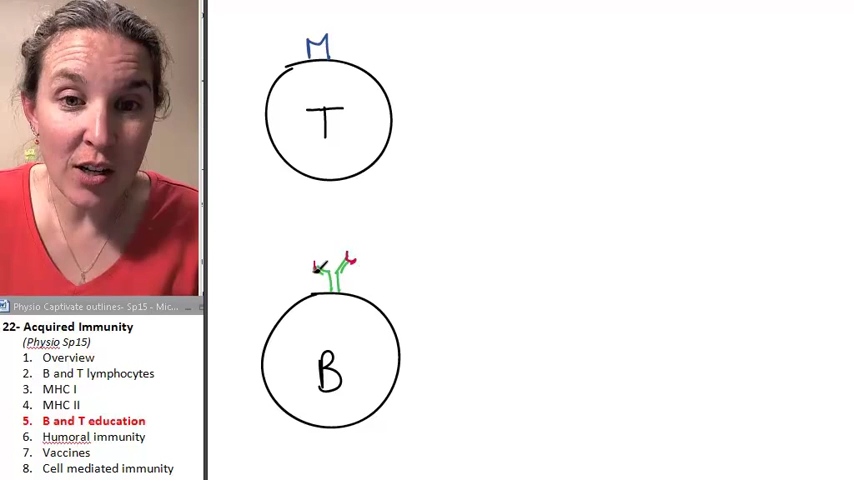 M
T
B
Physio Captivate outlines- Sp15 - Mic...
22- Acquired Immunity
(Physio Sp15)
1. Overview
2. B and T lymphocytes
3. MHC I
4. MHC II
5. B and T education
6. Humoral immunity
7. Vaccines
8. Cell mediated immunity